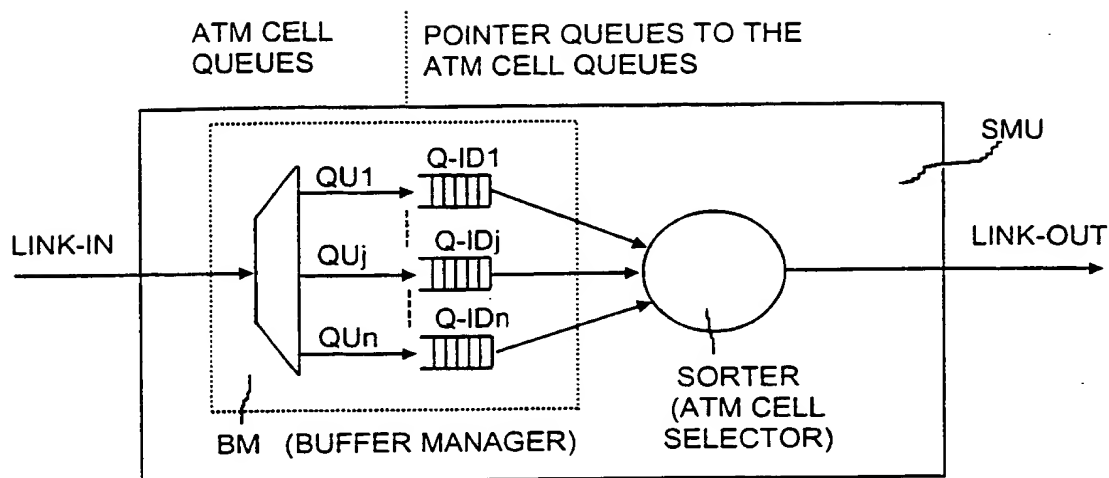 ATM CELL
QUEUES
POINTER QUEUES TO THE
ATM CELL QUEUES
SMU
Q-ID1
QU1
LINK-IN
QUj
Q-IDj
LINK-OUT
QUn
Q-IDn
SORTER
(ATM CELL
SELECTOR)
BM (BUFFER MANAGER)